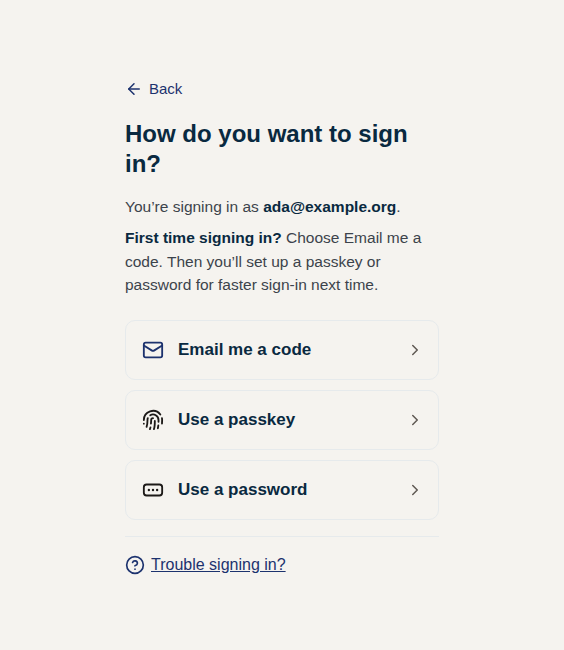 Back
How do you want to sign
in?
You’re signing in as ada@example.org.
First time signing in? Choose Email me a
code. Then you’ll set up a passkey or
password for faster sign-in next time.
Email me a code
Use a passkey
Use a password
Trouble signing in?